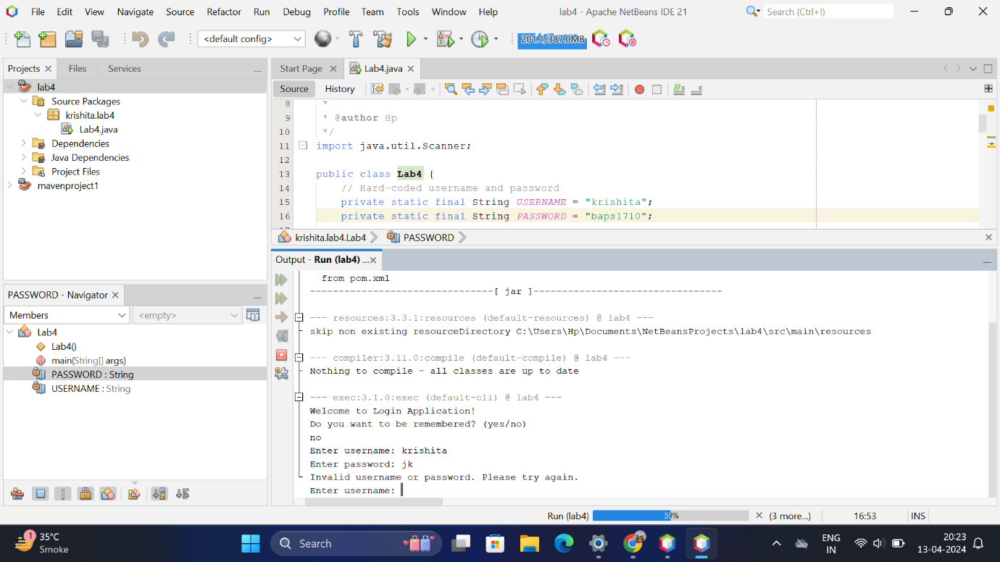 File Edit View Navigate Source Refactor Run Debug Profile Team Tools Window Help
lab4 - Apache NetBeans IDE 21
Search (Ctrl+I)
<default config>
201.1/387.0MB
Projects
Files
Services
lab4
Source Packages
krishita.lab4
Lab4.java
Dependencies
Java Dependencies
Project Files
mavenproject1
Start Page
Lab4.java
Source
History
8 *
9 * @author Hp
10 */
11 import java.util.Scanner;
12
13 public class Lab4 {
14 // Hard-coded username and password
15 private static final String USERNAME = "krishita";
16 private static final String PASSWORD = "baps1710";
krishita.lab4.Lab4
PASSWORD
PASSWORD - Navigator
Members
<empty>
Lab4
Lab4()
main(String[] args)
PASSWORD : String
USERNAME : String
Output - Run (lab4) ...
from pom.xml
--------------------------------[ jar ]---------------------------------
--- resources:3.3.1:resources (default-resources) @ lab4 ---
skip non existing resourceDirectory C:\Users\Hp\Documents\NetBeansProjects\lab4\src\main\resources
--- compiler:3.11.0:compile (default-compile) @ lab4 ---
Nothing to compile - all classes are up to date
--- exec:3.1.0:exec (default-cli) @ lab4 ---
Welcome to Login Application!
Do you want to be remembered? (yes/no)
no
Enter username: krishita
Enter password: jk
Invalid username or password. Please try again.
Enter username:
Run (lab4)
50%
(3 more...)
16:53
INS
1
35°C
Smoke
Search
ENG
IN
20:23
13-04-2024